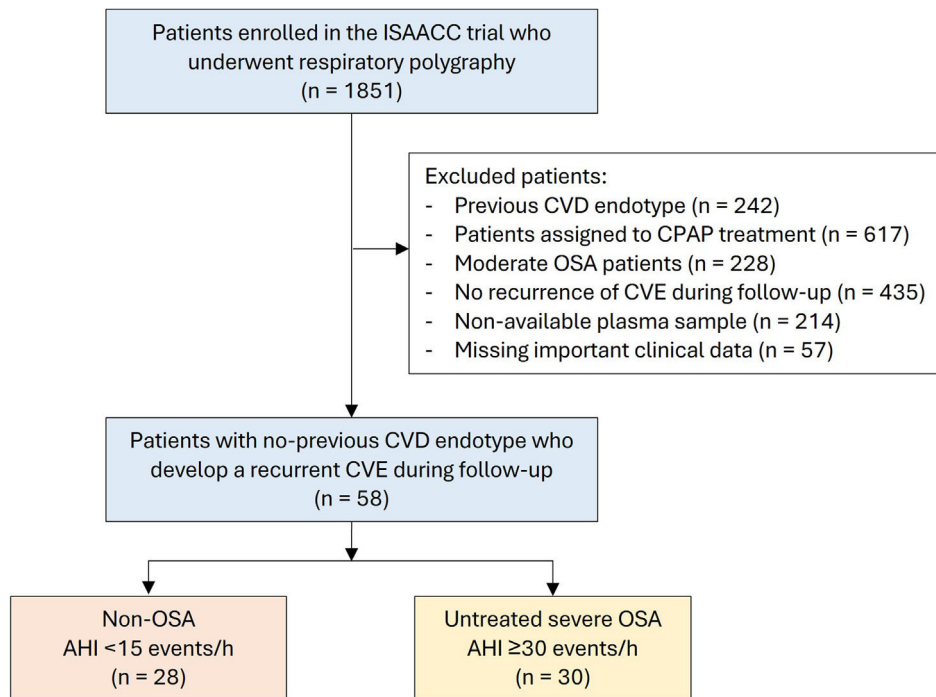 Patients enrolled in the ISAACC trial who
underwent respiratory polygraphy
(n = 1851)
Excluded patients:
- Previous CVD endotype (n = 242)
- Patients assigned to CPAP treatment (n = 617)
- Moderate OSA patients (n = 228)
- No recurrence of CVE during follow-up (n = 435)
- Non-available plasma sample (n = 214)
- Missing important clinical data (n = 57)
Patients with no-previous CVD endotype who
develop a recurrent CVE during follow-up
(n = 58)
Non-OSA
AHI <15 events/h
(n = 28)
Untreated severe OSA
AHI ≥30 events/h
(n = 30)